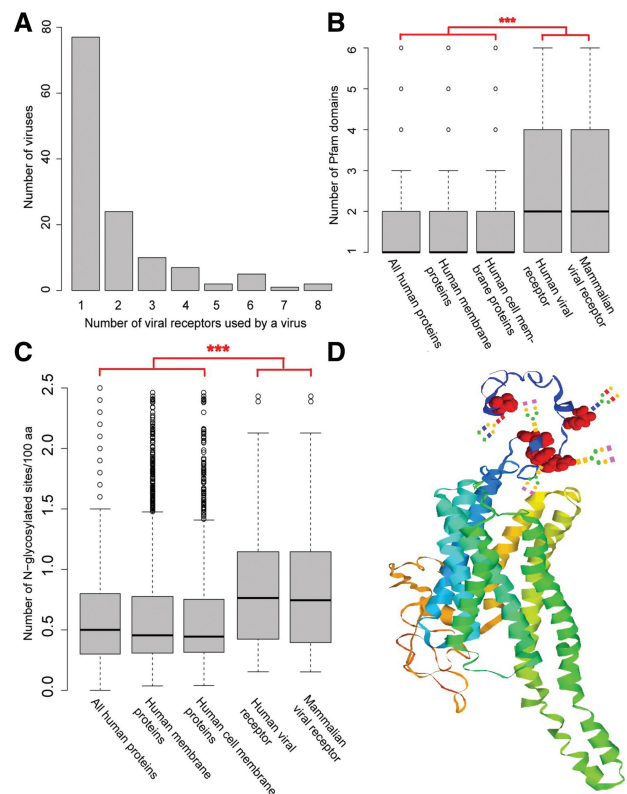 A
80
60
40
20
0
Number of viruses
1 2 3 4 5 6 7 8
Number of viral receptors used by a virus
B
***
6
5
4
3
2
1
Number of Pfam domains
All human proteins
Human membrane
proteins
Human cell mem-
brane proteins
Human viral
receptor
Mammalian
viral receptor
C
***
2.5
2.0
1.5
1.0
0.5
0.0
Number of N-glycosylated sites/100 aa
All human proteins
Human membrane
proteins
Human cell membrane
proteins
Human viral
receptor
Mammalian
viral receptor
D